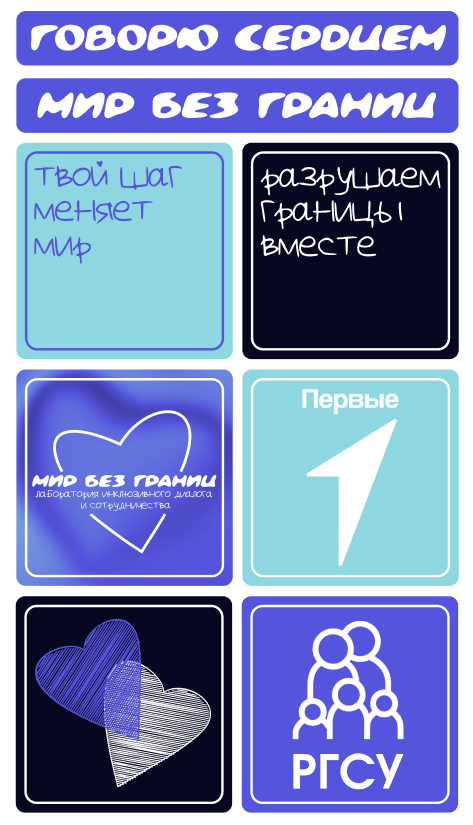 ГОВОРЮ СЕРДЦЕМ
МИР БЕЗ ГРАНИЦ
твой шаг
меняет
мир
разрушаем
границы
вместе
МИР БЕЗ ГРАНИЦ
лаборатория инклюзивного диалога
и сотрудничества
Первые
РГСУ